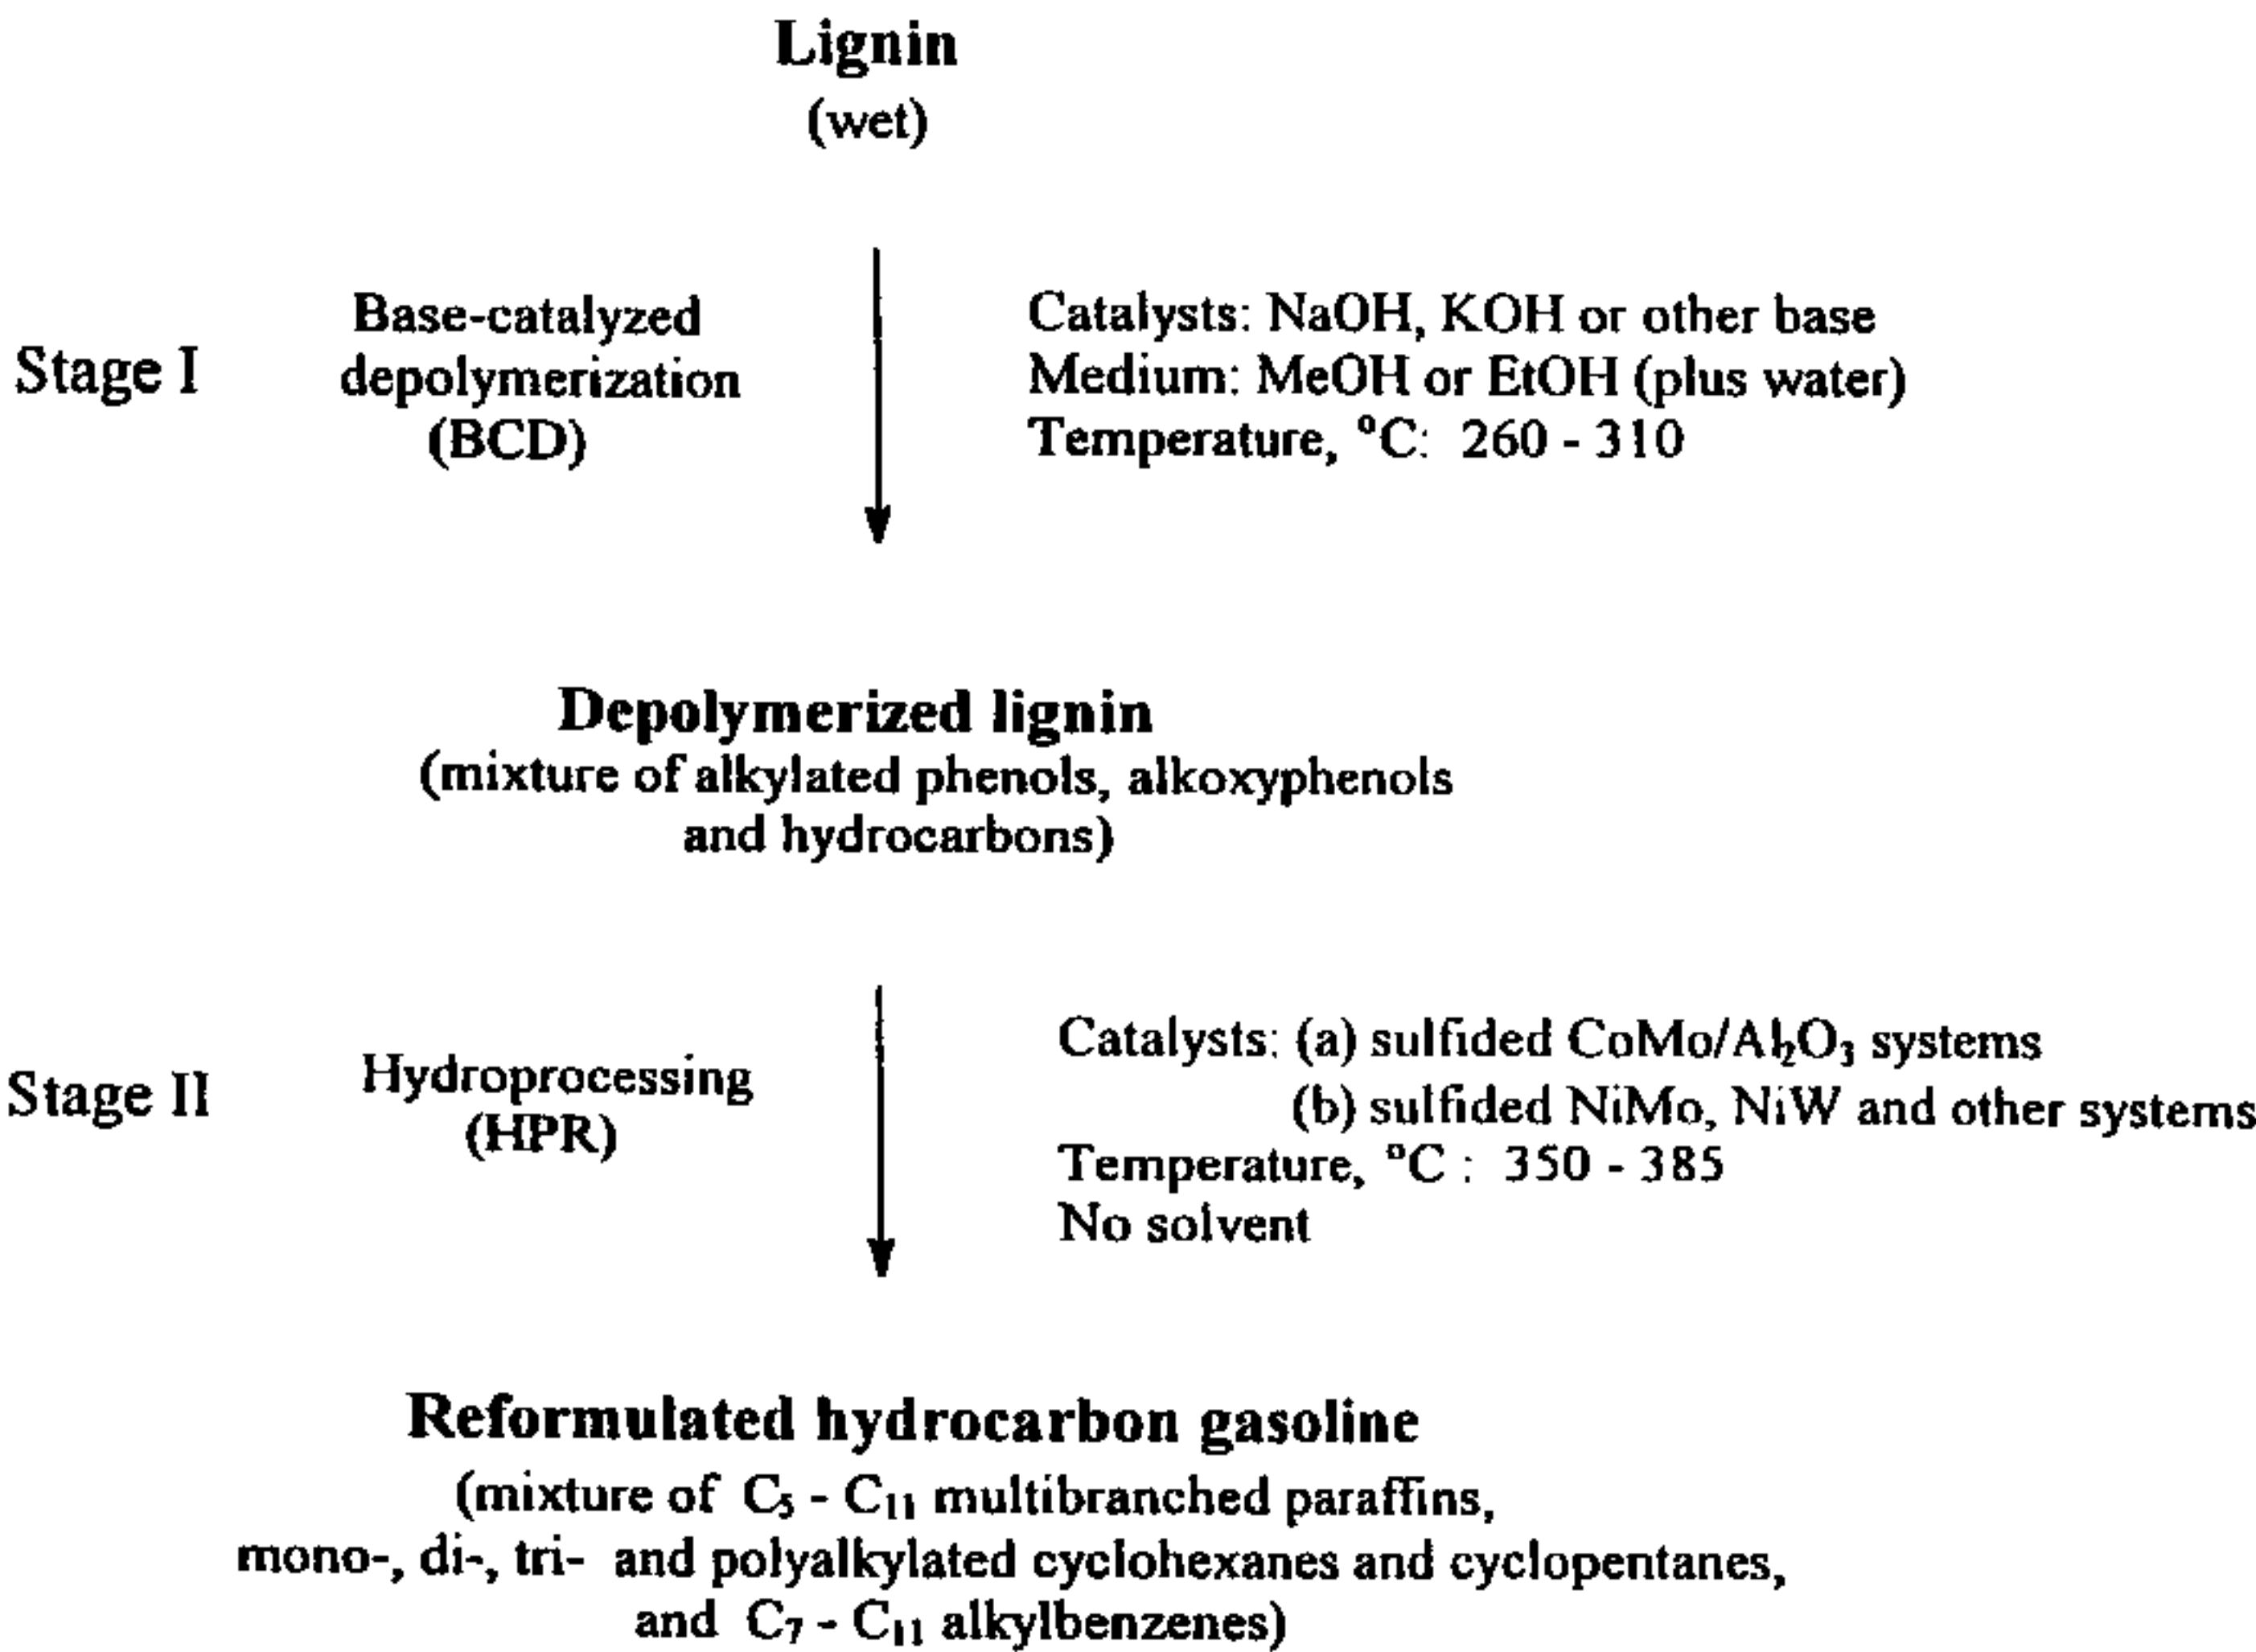 Lignin
(wet)
Stage I
Base-catalyzed
depolymerization
(BCD)
Catalysts: NaOH, KOH or other base
Medium: MeOH or EtOH (plus water)
Temperature, °C: 260 - 310
Depolymerized lignin
(mixture of alkylated phenols, alkoxyphenols
and hydrocarbons)
Stage II
Hydroprocessing
(HPR)
Catalysts: (a) sulfided CoMo/Al₂O₃ systems
(b) sulfided NiMo, NiW and other systems
Temperature, °C : 350 - 385
No solvent
Reformulated hydrocarbon gasoline
(mixture of C₅ - C₁₁ multibranched paraffins,
mono-, di-, tri- and polyalkylated cyclohexanes and cyclopentanes,
and C₇ - C₁₁ alkylbenzenes)